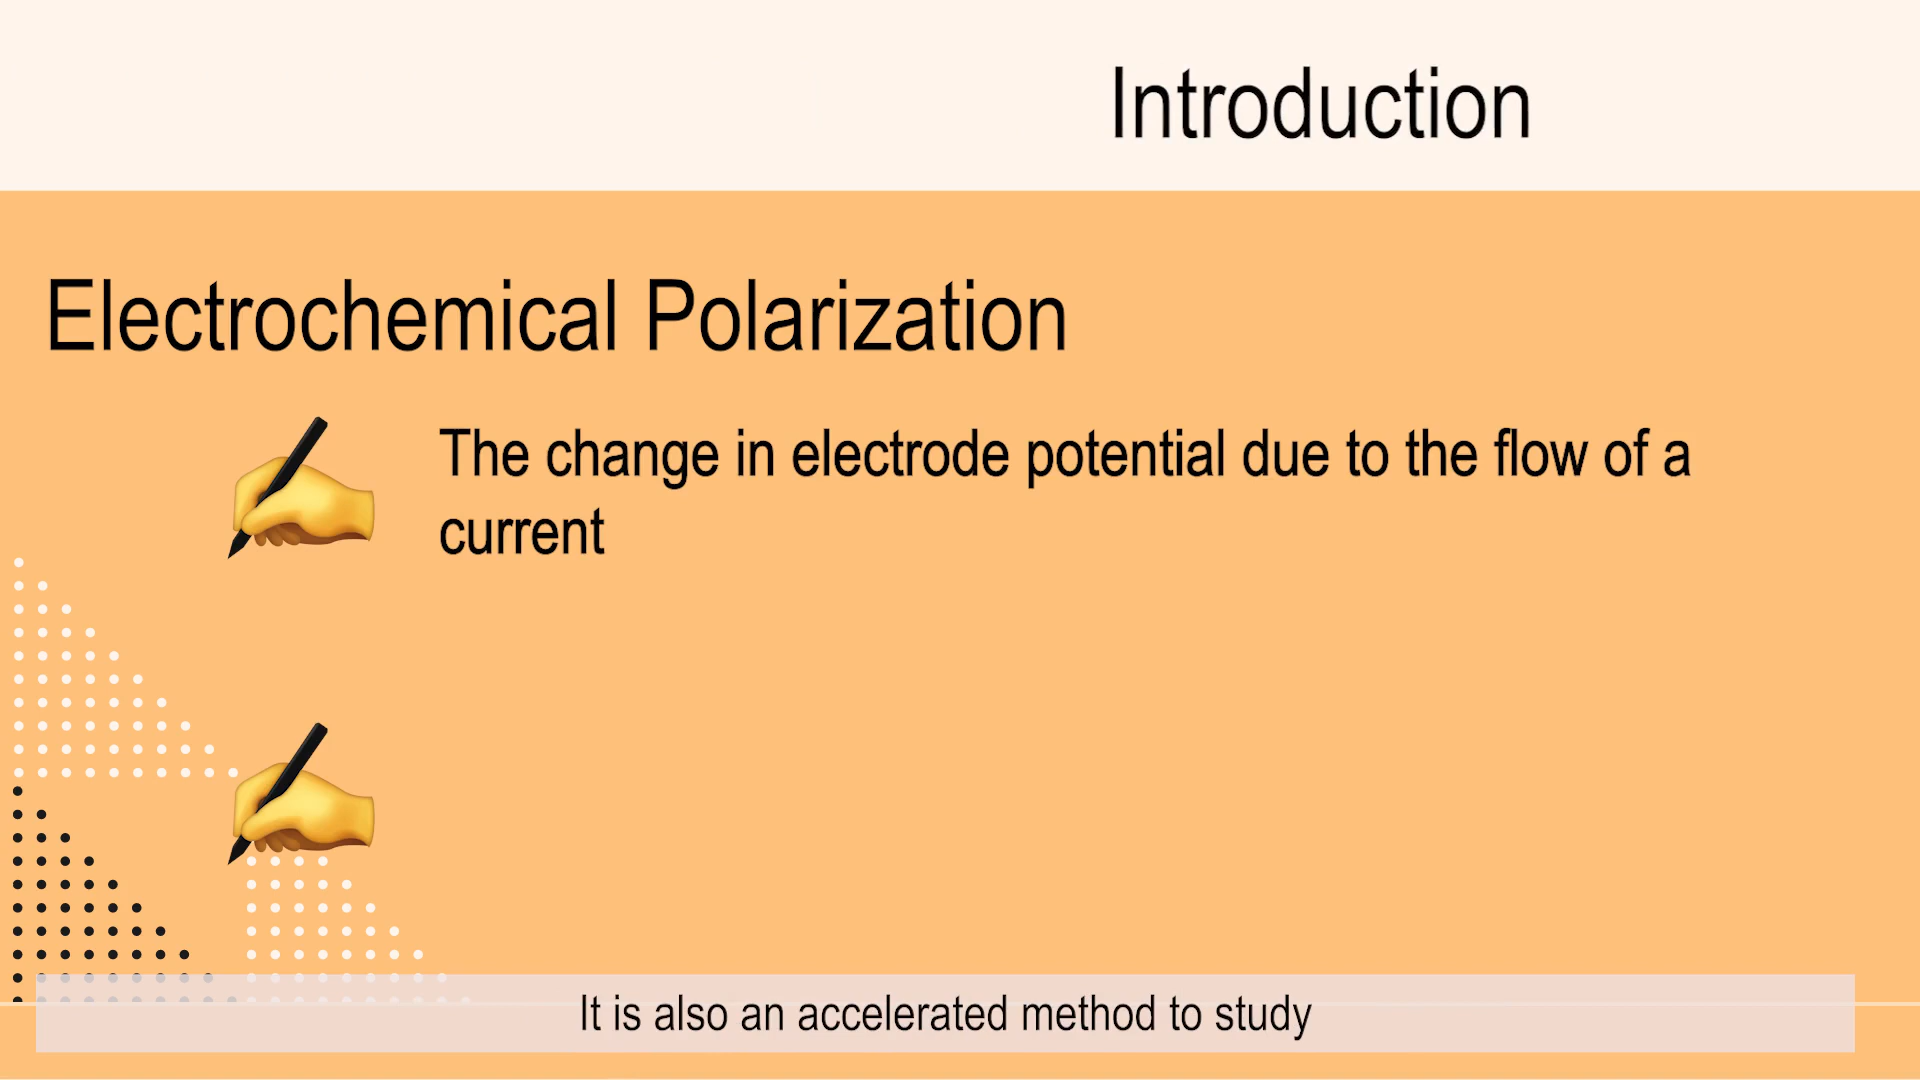 Introduction
Electrochemical Polarization
The change in electrode potential due to the flow of a
current
It is also an accelerated method to study